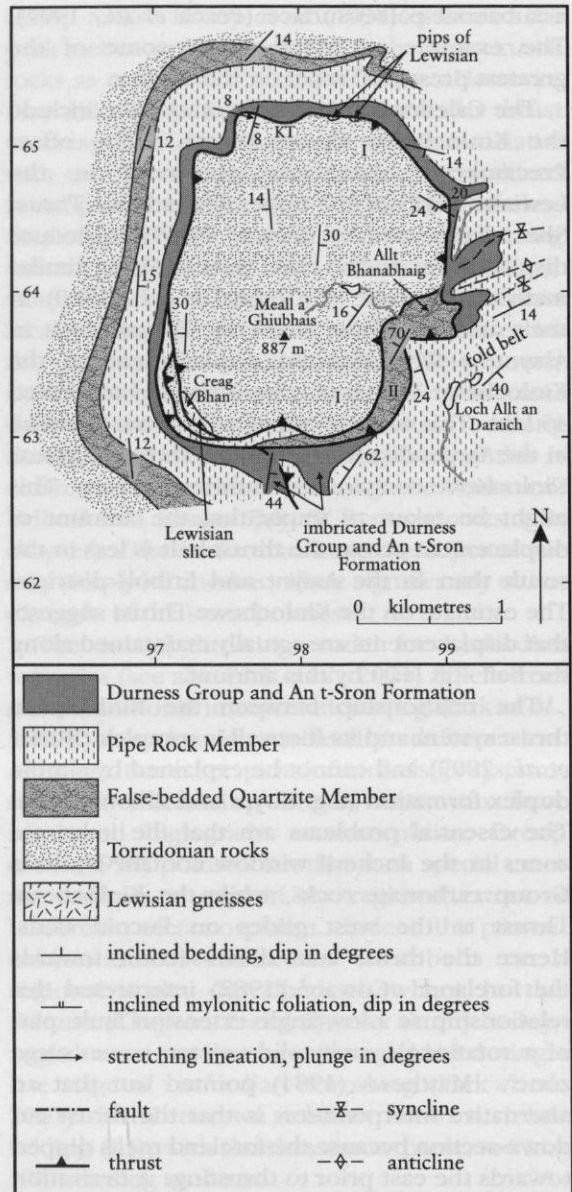 14
pips of
Lewisian
8
KT
8
I
12
65
14
20
24
14
30
Allt
Bhanabhaig
15
64
Meall a'
Ghiubhais
16
30
70
14
887 m
fold belt
Creag
Bhan
24
40
I
II
Loch Allt an
Daraich
63
12
62
44
Lewisian
slice
Imbricated Durness
Group and An t-Sron
Formation
N
62
0 kilometres 1
97 98 99
Durness Group and An t-Sron Formation
Pipe Rock Member
False-bedded Quartzite Member
Torridonian rocks
Lewisian gneisses
inclined bedding, dip in degrees
inclined mylonitic foliation, dip in degrees
stretching lineation, plunge in degrees
fault
syncline
thrust
anticline